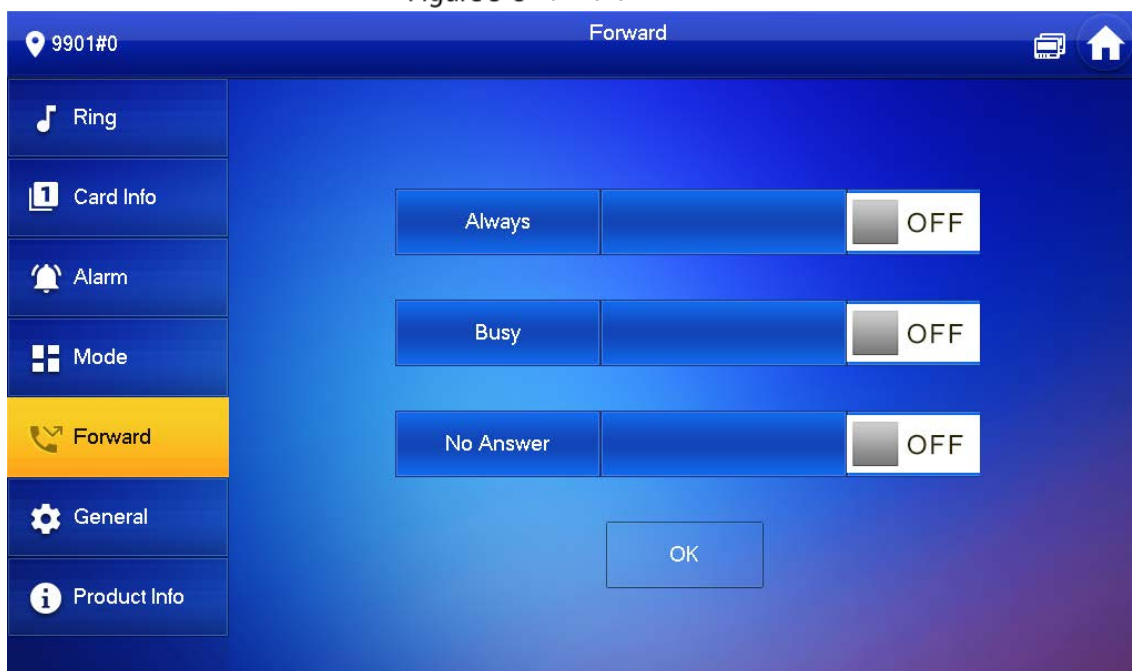 9901#0
Forward
Ring
Card Info
Alarm
Mode
Forward
General
Product Info
Always OFF
Busy OFF
No Answer OFF
OK